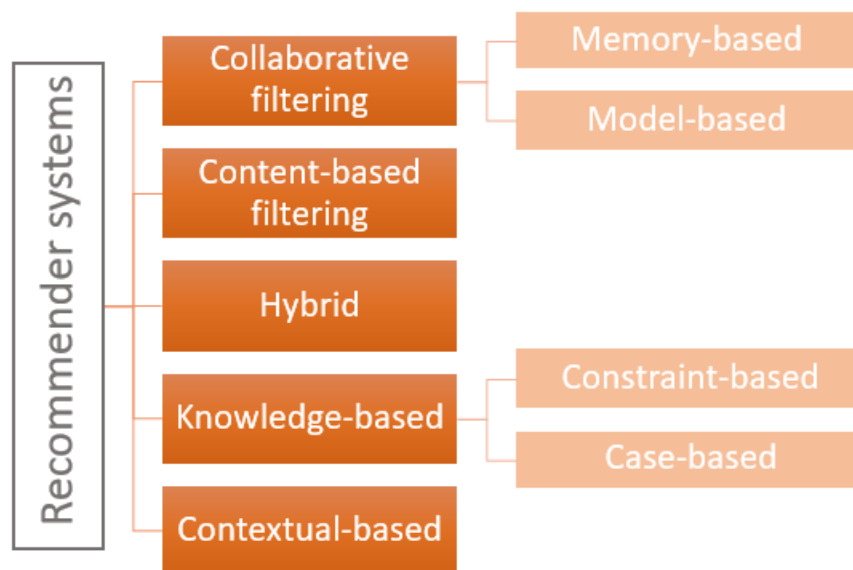 Recommender systems
Collaborative
filtering
Memory-based
Model-based
Content-based
filtering
Hybrid
Knowledge-based
Constraint-based
Case-based
Contextual-based